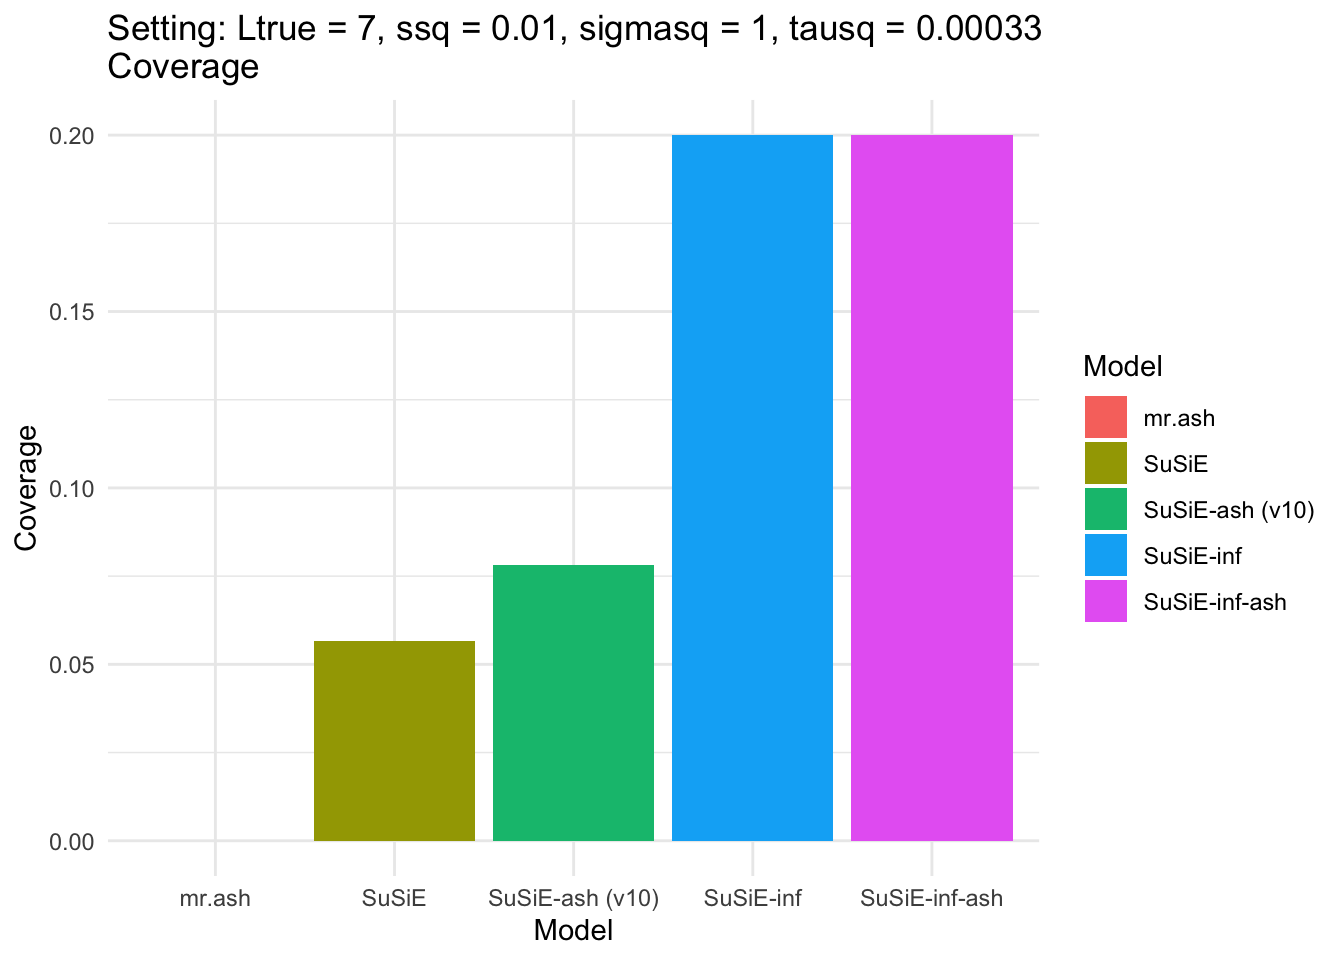 Setting: Ltrue = 7, ssq = 0.01, sigmasq = 1, tausq = 0.00033
Coverage
0.20
0.15
0.10
0.05
0.00
Coverage
mr.ash
SuSiE
SuSiE-ash (v10)
SuSiE-inf
SuSiE-inf-ash
Model
Model
mr.ash
SuSiE
SuSiE-ash (v10)
SuSiE-inf
SuSiE-inf-ash